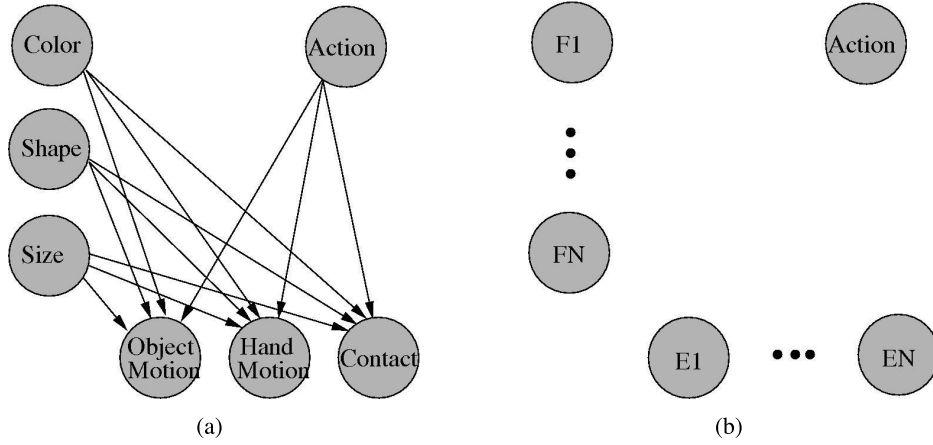 Color
Action
Shape
Size
Object
Motion
Hand
Motion
Contact
(a)
F1
Action
FN
E1
EN
(b)